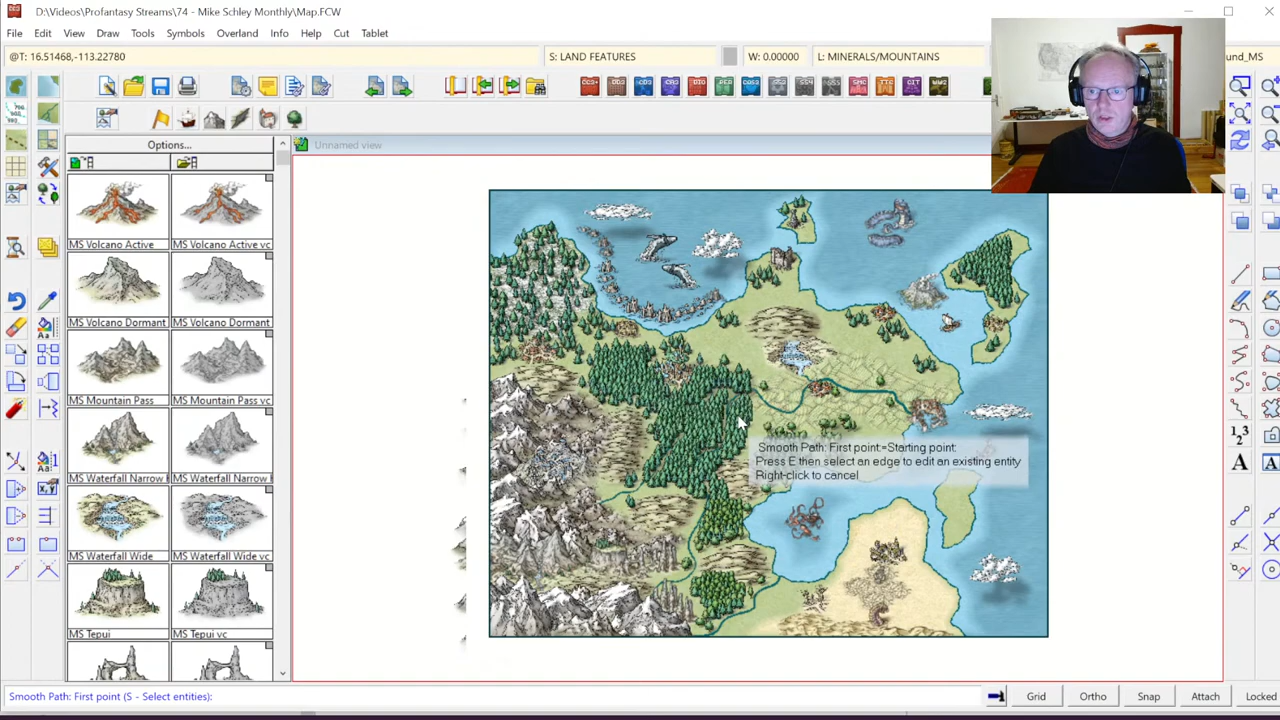 D:\Videos\Profantasy Streams\74 - Mike Schley Monthly\Map.FCW
File Edit View Draw Tools Symbols Overland Info Help Cut Tablet
@T: 16.51468,-113.22780 S: LAND FEATURES W: 0.00000 L: MINERALS/MOUNTAINS und_MS
Options...
Unnamed view
MS Volcano Active MS Volcano Active vc
MS Volcano Dormant MS Volcano Dormant
MS Mountain Pass MS Mountain Pass vc
MS Waterfall Narrow MS Waterfall Narrow
MS Waterfall Wide MS Waterfall Wide vc
MS Tepui MS Tepui vc
Smooth Path: First point:=Starting point:
Press E then select an edge to edit an existing entity
Right-click to cancel
Smooth Path: First point (S - Select entities):
Grid Ortho Snap Attach Locked